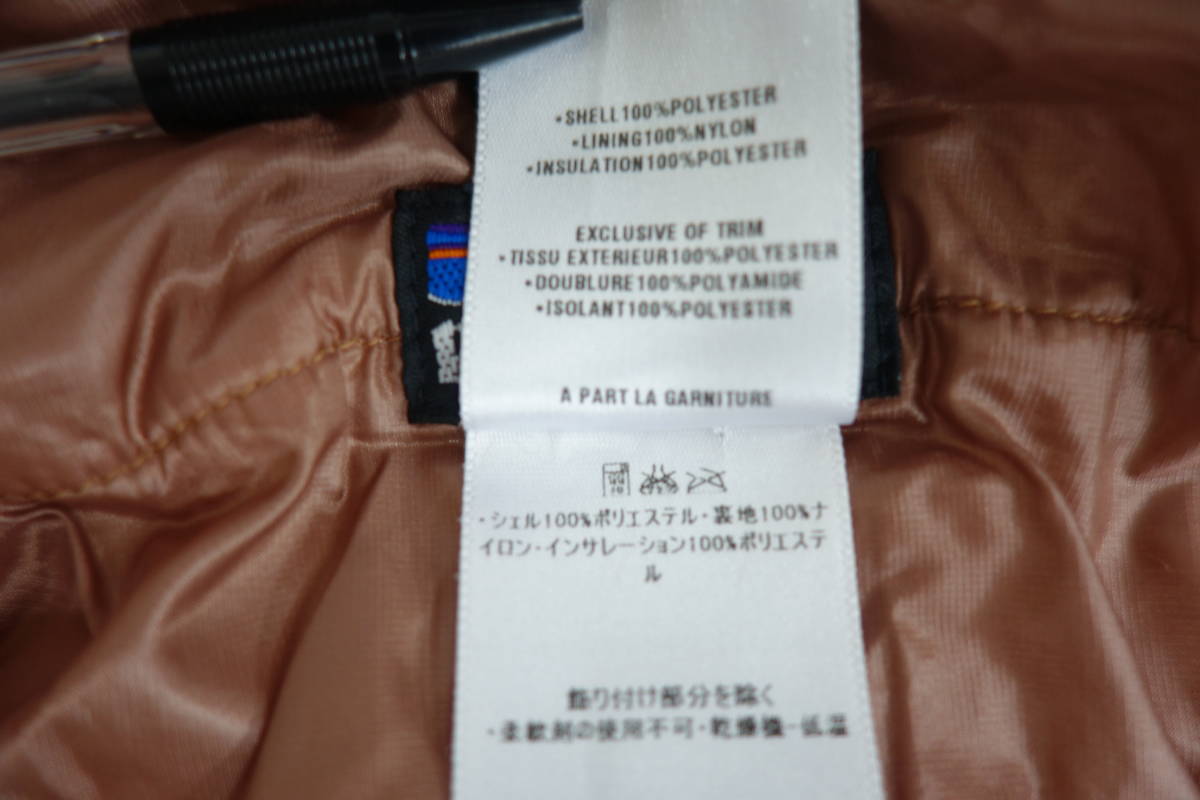 •SHELL100%POLYESTER
•LINING100%NYLON
•INSULATION100%POLYESTER
EXCLUSIVE OF TRIM
•TISSU EXTERIEUR100%POLYESTER
•DOUBLURE100%POLYAMIDE
•ISOLANT100%POLYESTER
A PART LA GARNITURE
・シェル100%ポリエステル・裏地100%ナ
イロン・インサレーション100%ポリエステ
ル
飾り付け部分を除く
・柔軟剤の使用不可・乾燥機-低温